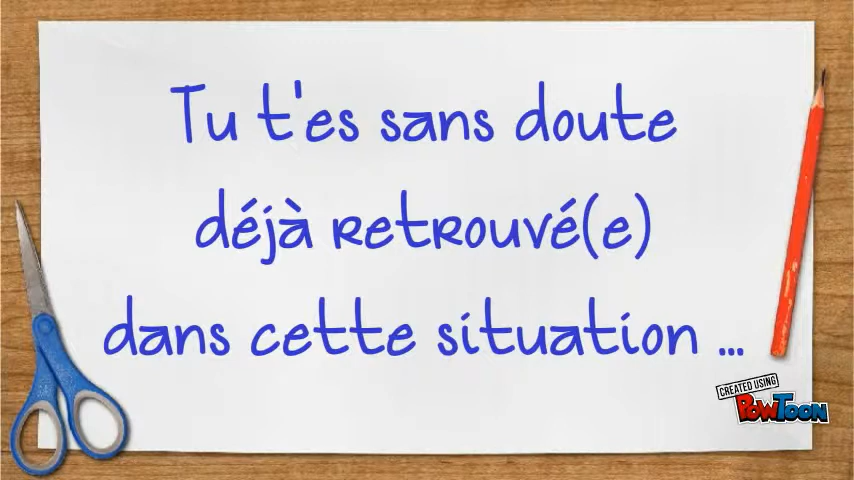 Tu t'es sans doute
déjà retrouvé(e)
dans cette situation ...
CREATED USING
POWTOON